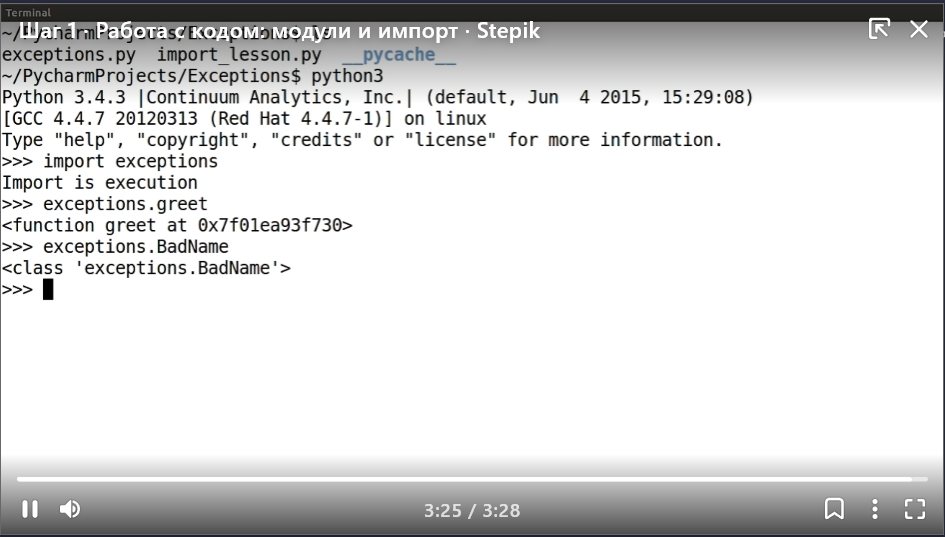 Terminal
Шаг 1 · Работа с кодом: модули и импорт · Stepik
~/PycharmProjects/Exceptions$ ls
exceptions.py  import_lesson.py  __pycache__
~/PycharmProjects/Exceptions$ python3
Python 3.4.3 |Continuum Analytics, Inc.| (default, Jun  4 2015, 15:29:08)
[GCC 4.4.7 20120313 (Red Hat 4.4.7-1)] on linux
Type "help", "copyright", "credits" or "license" for more information.
>>> import exceptions
Import is execution
>>> exceptions.greet
<function greet at 0x7f01ea93f730>
>>> exceptions.BadName
<class 'exceptions.BadName'>
>>>
3:25 / 3:28